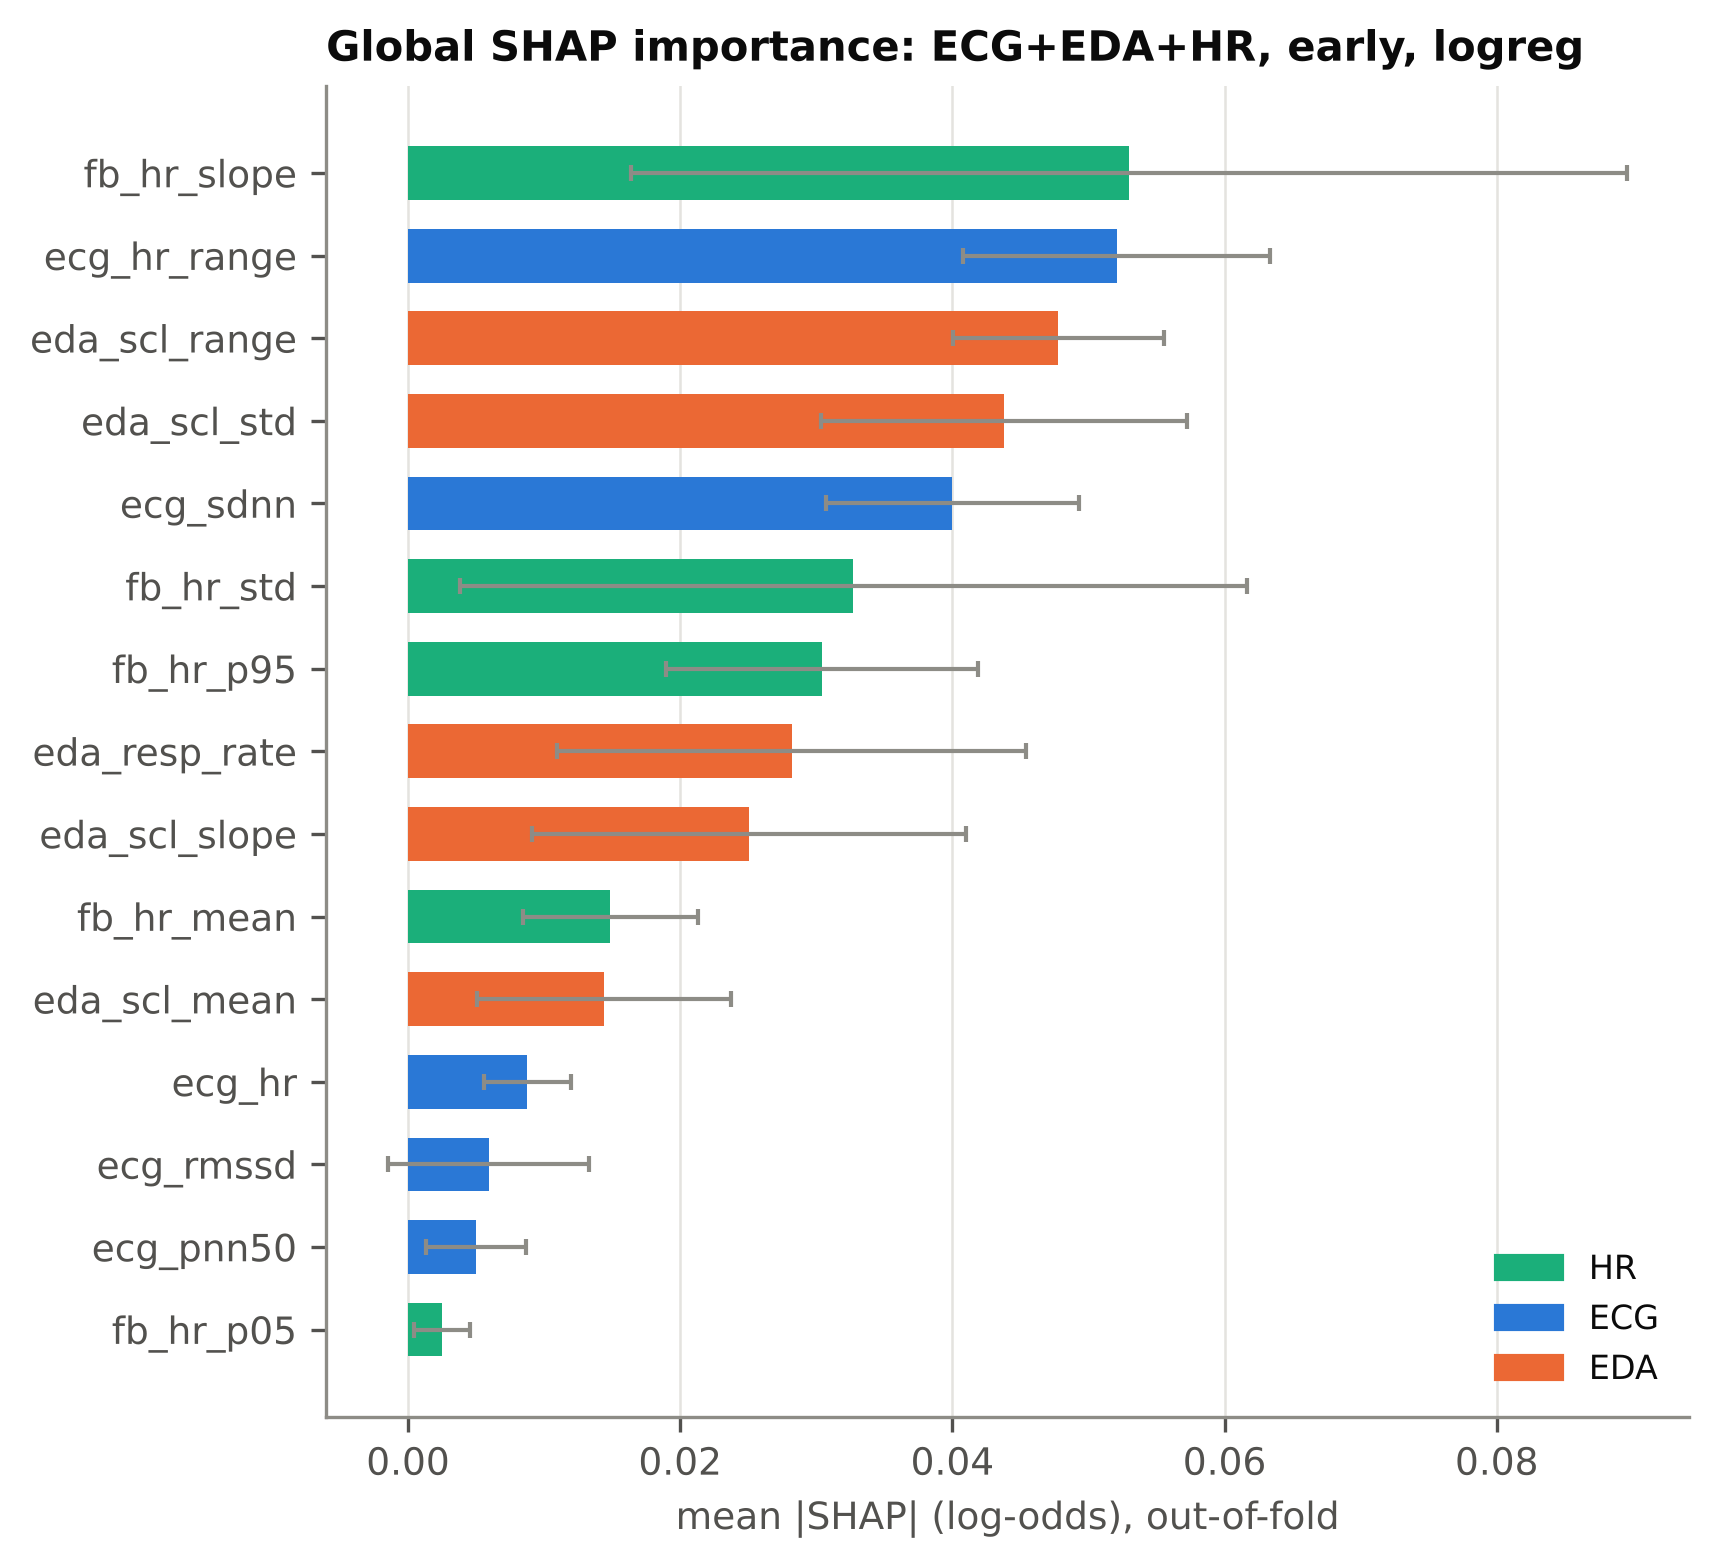 Global SHAP importance: ECG+EDA+HR, early, logreg
fb_hr_slope
ecg_hr_range
eda_scl_range
eda_scl_std
ecg_sdnn
fb_hr_std
fb_hr_p95
eda_resp_rate
eda_scl_slope
fb_hr_mean
eda_scl_mean
ecg_hr
ecg_rmssd
ecg_pnn50
fb_hr_p05
HR
ECG
EDA
0.00 0.02 0.04 0.06 0.08
mean |SHAP| (log-odds), out-of-fold